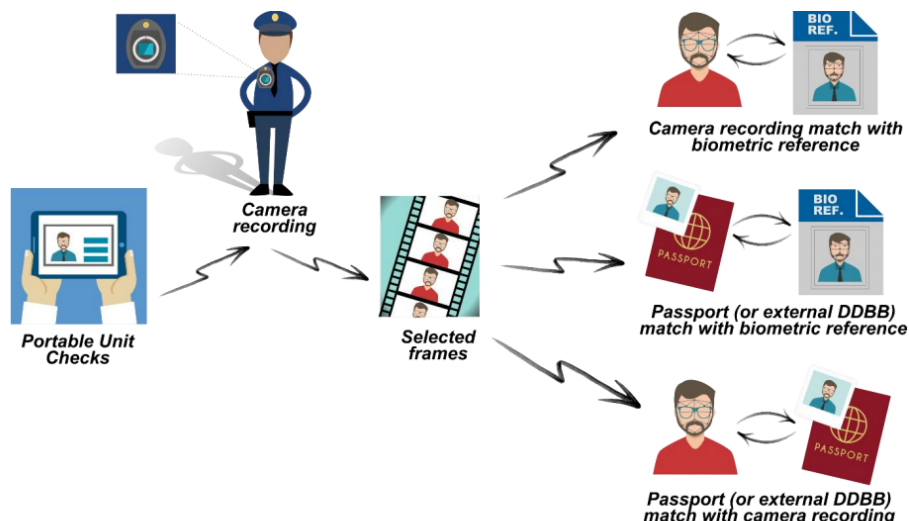 BIO
REF.
Camera recording match with
biometric reference
Camera
recording
PASSPORT
BIO
REF.
Passport (or external DDBB)
match with biometric reference
Portable Unit
Checks
Selected
frames
PASSPORT
Passport (or external DDBB)
match with camera recording